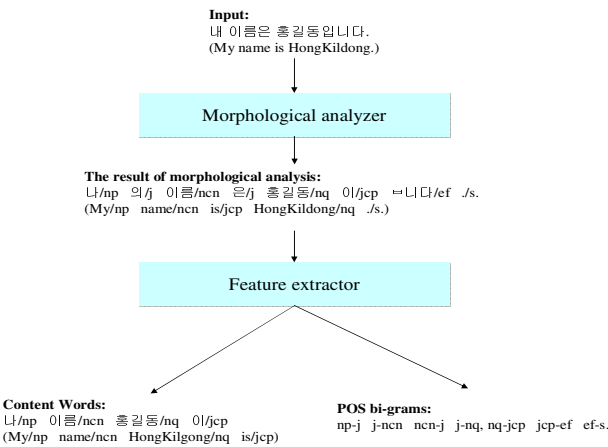 Input:
내 이름은 홍길동입니다.
(My name is HongKildong.)
Morphological analyzer
The result of morphological analysis:
나/np 의/j 이름/ncn 은/j 홍길동/nq 이/jcp ㅂ니다/ef ./s.
(My/np name/ncn is/jcp HongKildong/nq ./s.)
Feature extractor
Content Words:
나/np 이름/ncn 홍길동/nq 이/jcp
(My/np name/ncn HongKilgong/nq is/jcp)
POS bi-grams:
np-j j-ncn ncn-j j-nq, nq-jcp jcp-ef ef-s.